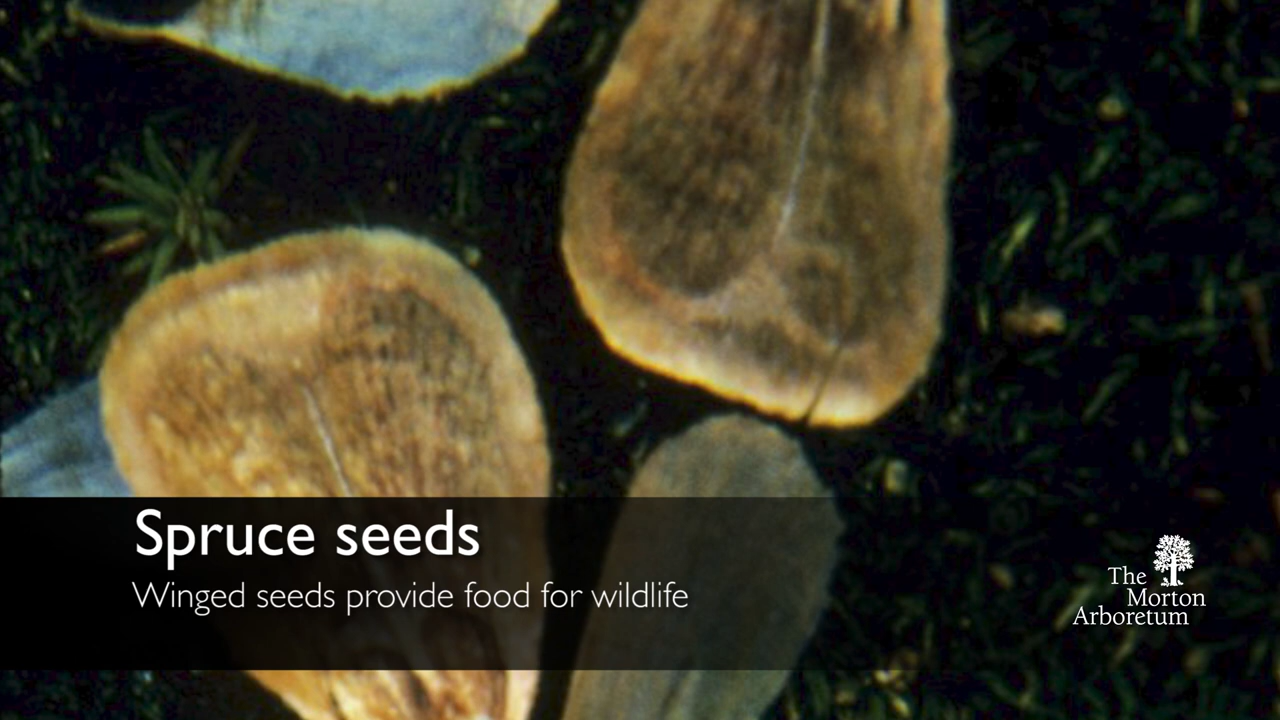 Spruce seeds
Winged seeds provide food for wildlife
The
Morton
Arboretum